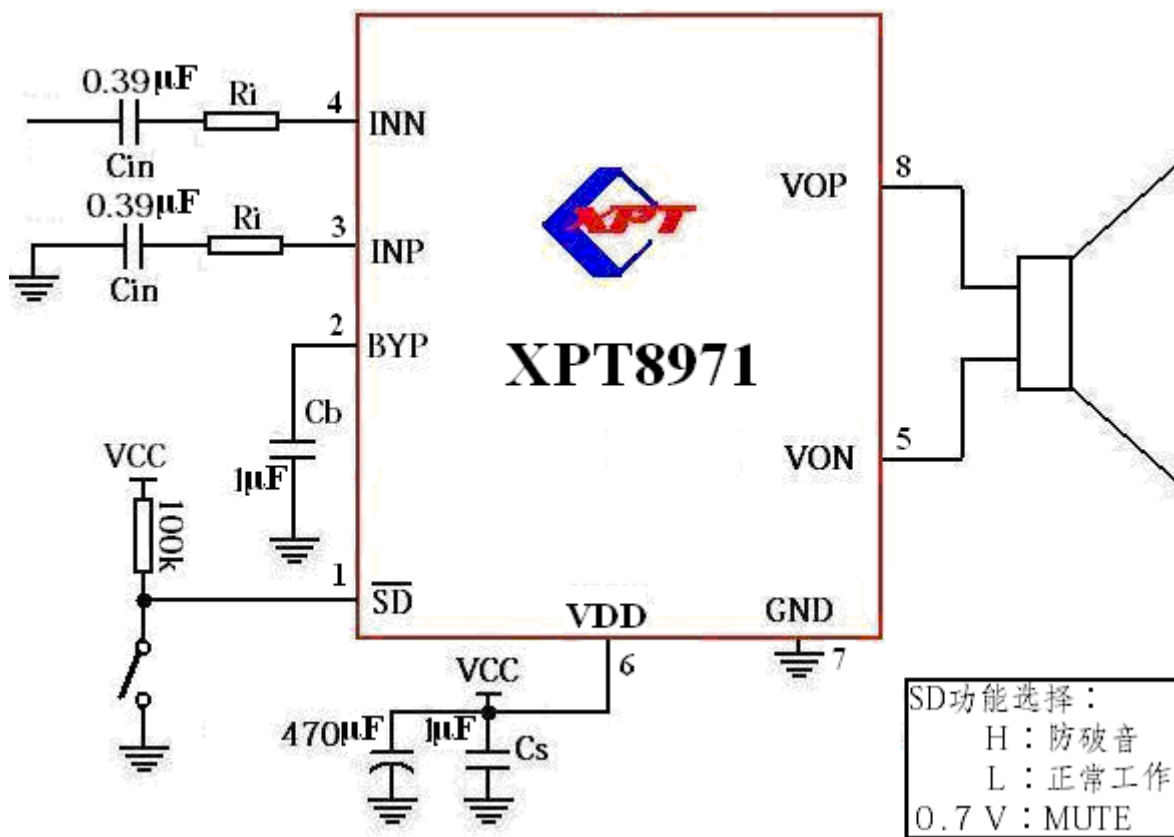 0.39μF
Ri
4
INN
Cin
0.39μF
Ri
3
INP
Cin
2
BYP
Cb
1μF
VCC
100k
1
SD
XPT
XPT8971
VOP
8
VON
5
VDD
6
GND
7
VCC
470μF
1μF
Cs
SD功能选择：
H：防破音
L：正常工作
0.7V：MUTE